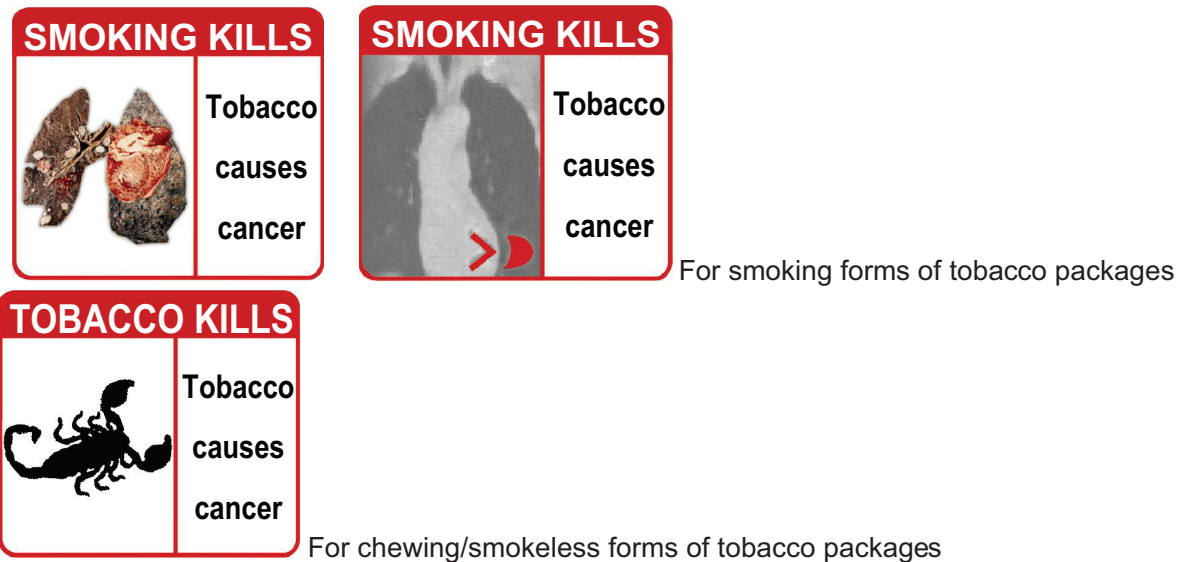 SMOKING KILLS
Tobacco
causes
cancer
SMOKING KILLS
Tobacco
causes
cancer
For smoking forms of tobacco packages
TOBACCO KILLS
Tobacco
causes
cancer
For chewing/smokeless forms of tobacco packages